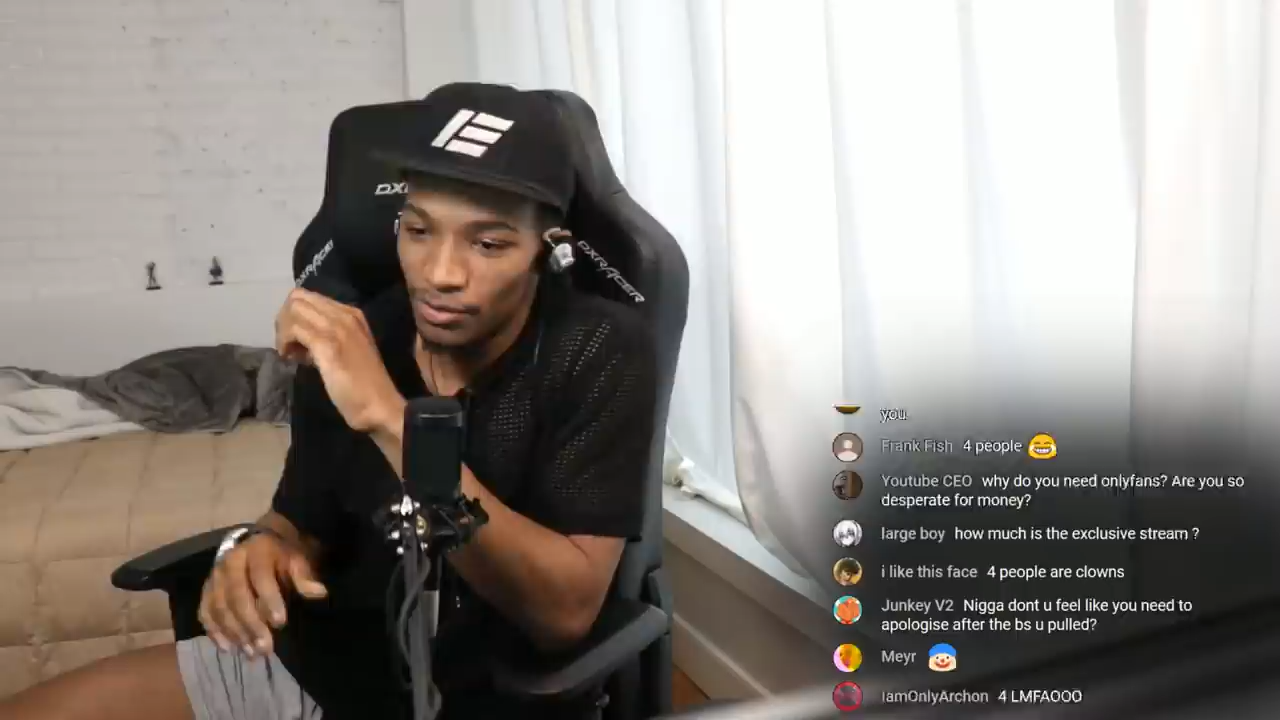 DXRACER
DXRACER
you
Frank Fish 4 people 😂
Youtube CEO why do you need onlyfans? Are you so
desperate for money?
large boy how much is the exclusive stream ?
i like this face 4 people are clowns
Junkey V2 Nigga dont u feel like you need to
apologise after the bs u pulled?
Meyr
iamOnlyArchon 4 LMFAOOO